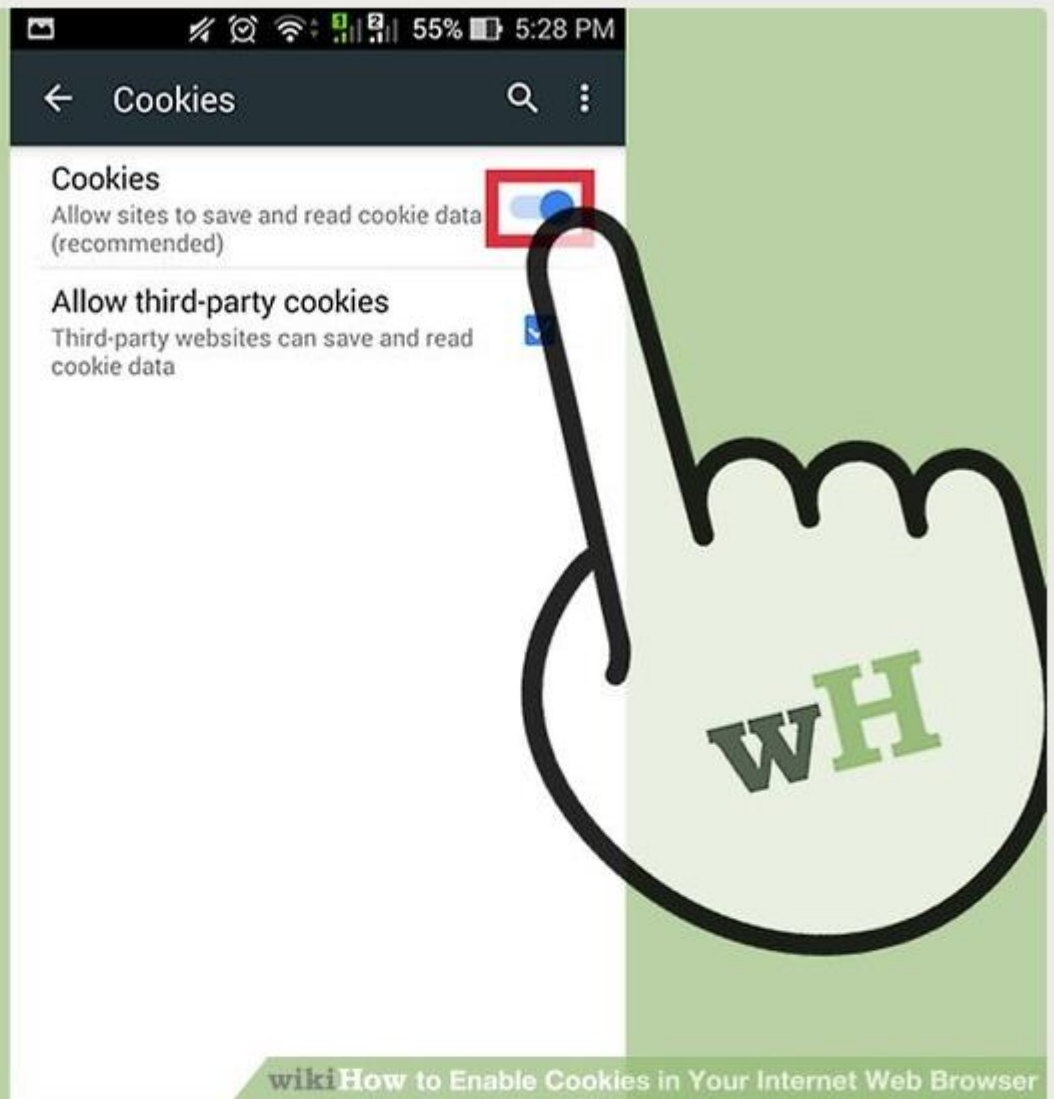 1 2 55% 5:28 PM
Cookies
Cookies
Allow sites to save and read cookie data
(recommended)
Allow third-party cookies
Third-party websites can save and read
cookie data
wH
wikiHow to Enable Cookies in Your Internet Web Browser